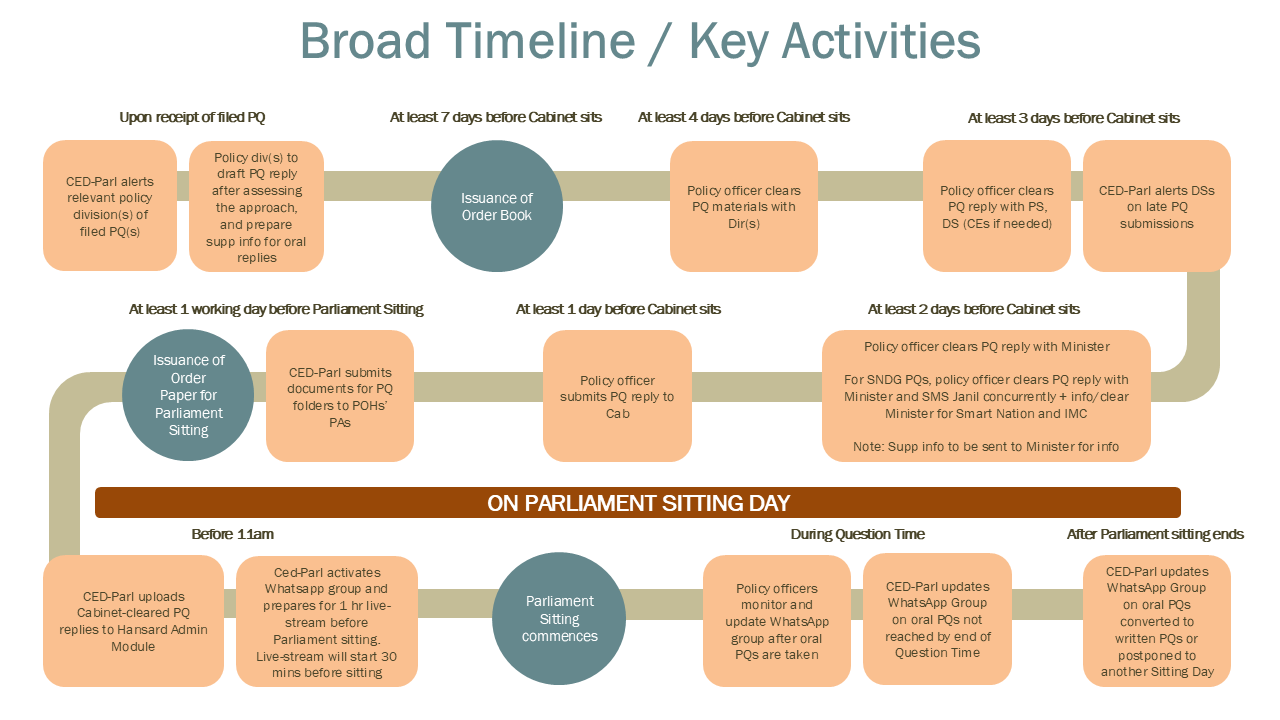 Broad Timeline / Key Activities
Upon receipt of filed PQ
CED-Parl alerts
relevant policy
division(s) of
filed PQ(s)
Policy div(s) to
draft PQ reply
after assessing
the approach,
and prepare
supp info for oral
replies
At least 7 days before Cabinet sits
Issuance of
Order Book
At least 4 days before Cabinet sits
Policy officer clears
PQ materials with
Dir(s)
At least 3 days before Cabinet sits
Policy officer clears
PQ reply with PS,
DS (CEs if needed)
CED-Parl alerts DSs
on late PQ
submissions
At least 2 days before Cabinet sits
Policy officer clears PQ reply with Minister
For SNDG PQs, policy officer clears PQ reply with
Minister and SMS Janil concurrently + info/clear
Minister for Smart Nation and IMC
Note: Supp info to be sent to Minister for info
At least 1 day before Cabinet sits
Policy officer
submits PQ reply to
Cab
At least 1 working day before Parliament Sitting
CED-Parl submits
documents for PQ
folders to POHs'
PAs
Issuance of
Order
Paper for
Parliament
Sitting
ON PARLIAMENT SITTING DAY
Before 11am
CED-Parl uploads
Cabinet-cleared PQ
replies to Hansard Admin
Module
Ced-Parl activates
Whatsapp group and
prepares for 1 hr live-
stream before
Parliament sitting.
Live-stream will start 30
mins before sitting
Parliament
Sitting
commences
During Question Time
Policy officers
monitor and
update WhatsApp
group after oral
PQs are taken
CED-Parl updates
WhatsApp Group
on oral PQs not
reached by end of
Question Time
After Parliament sitting ends
CED-Parl updates
WhatsApp Group
on oral PQs
converted to
written PQs or
postponed to
another Sitting Day